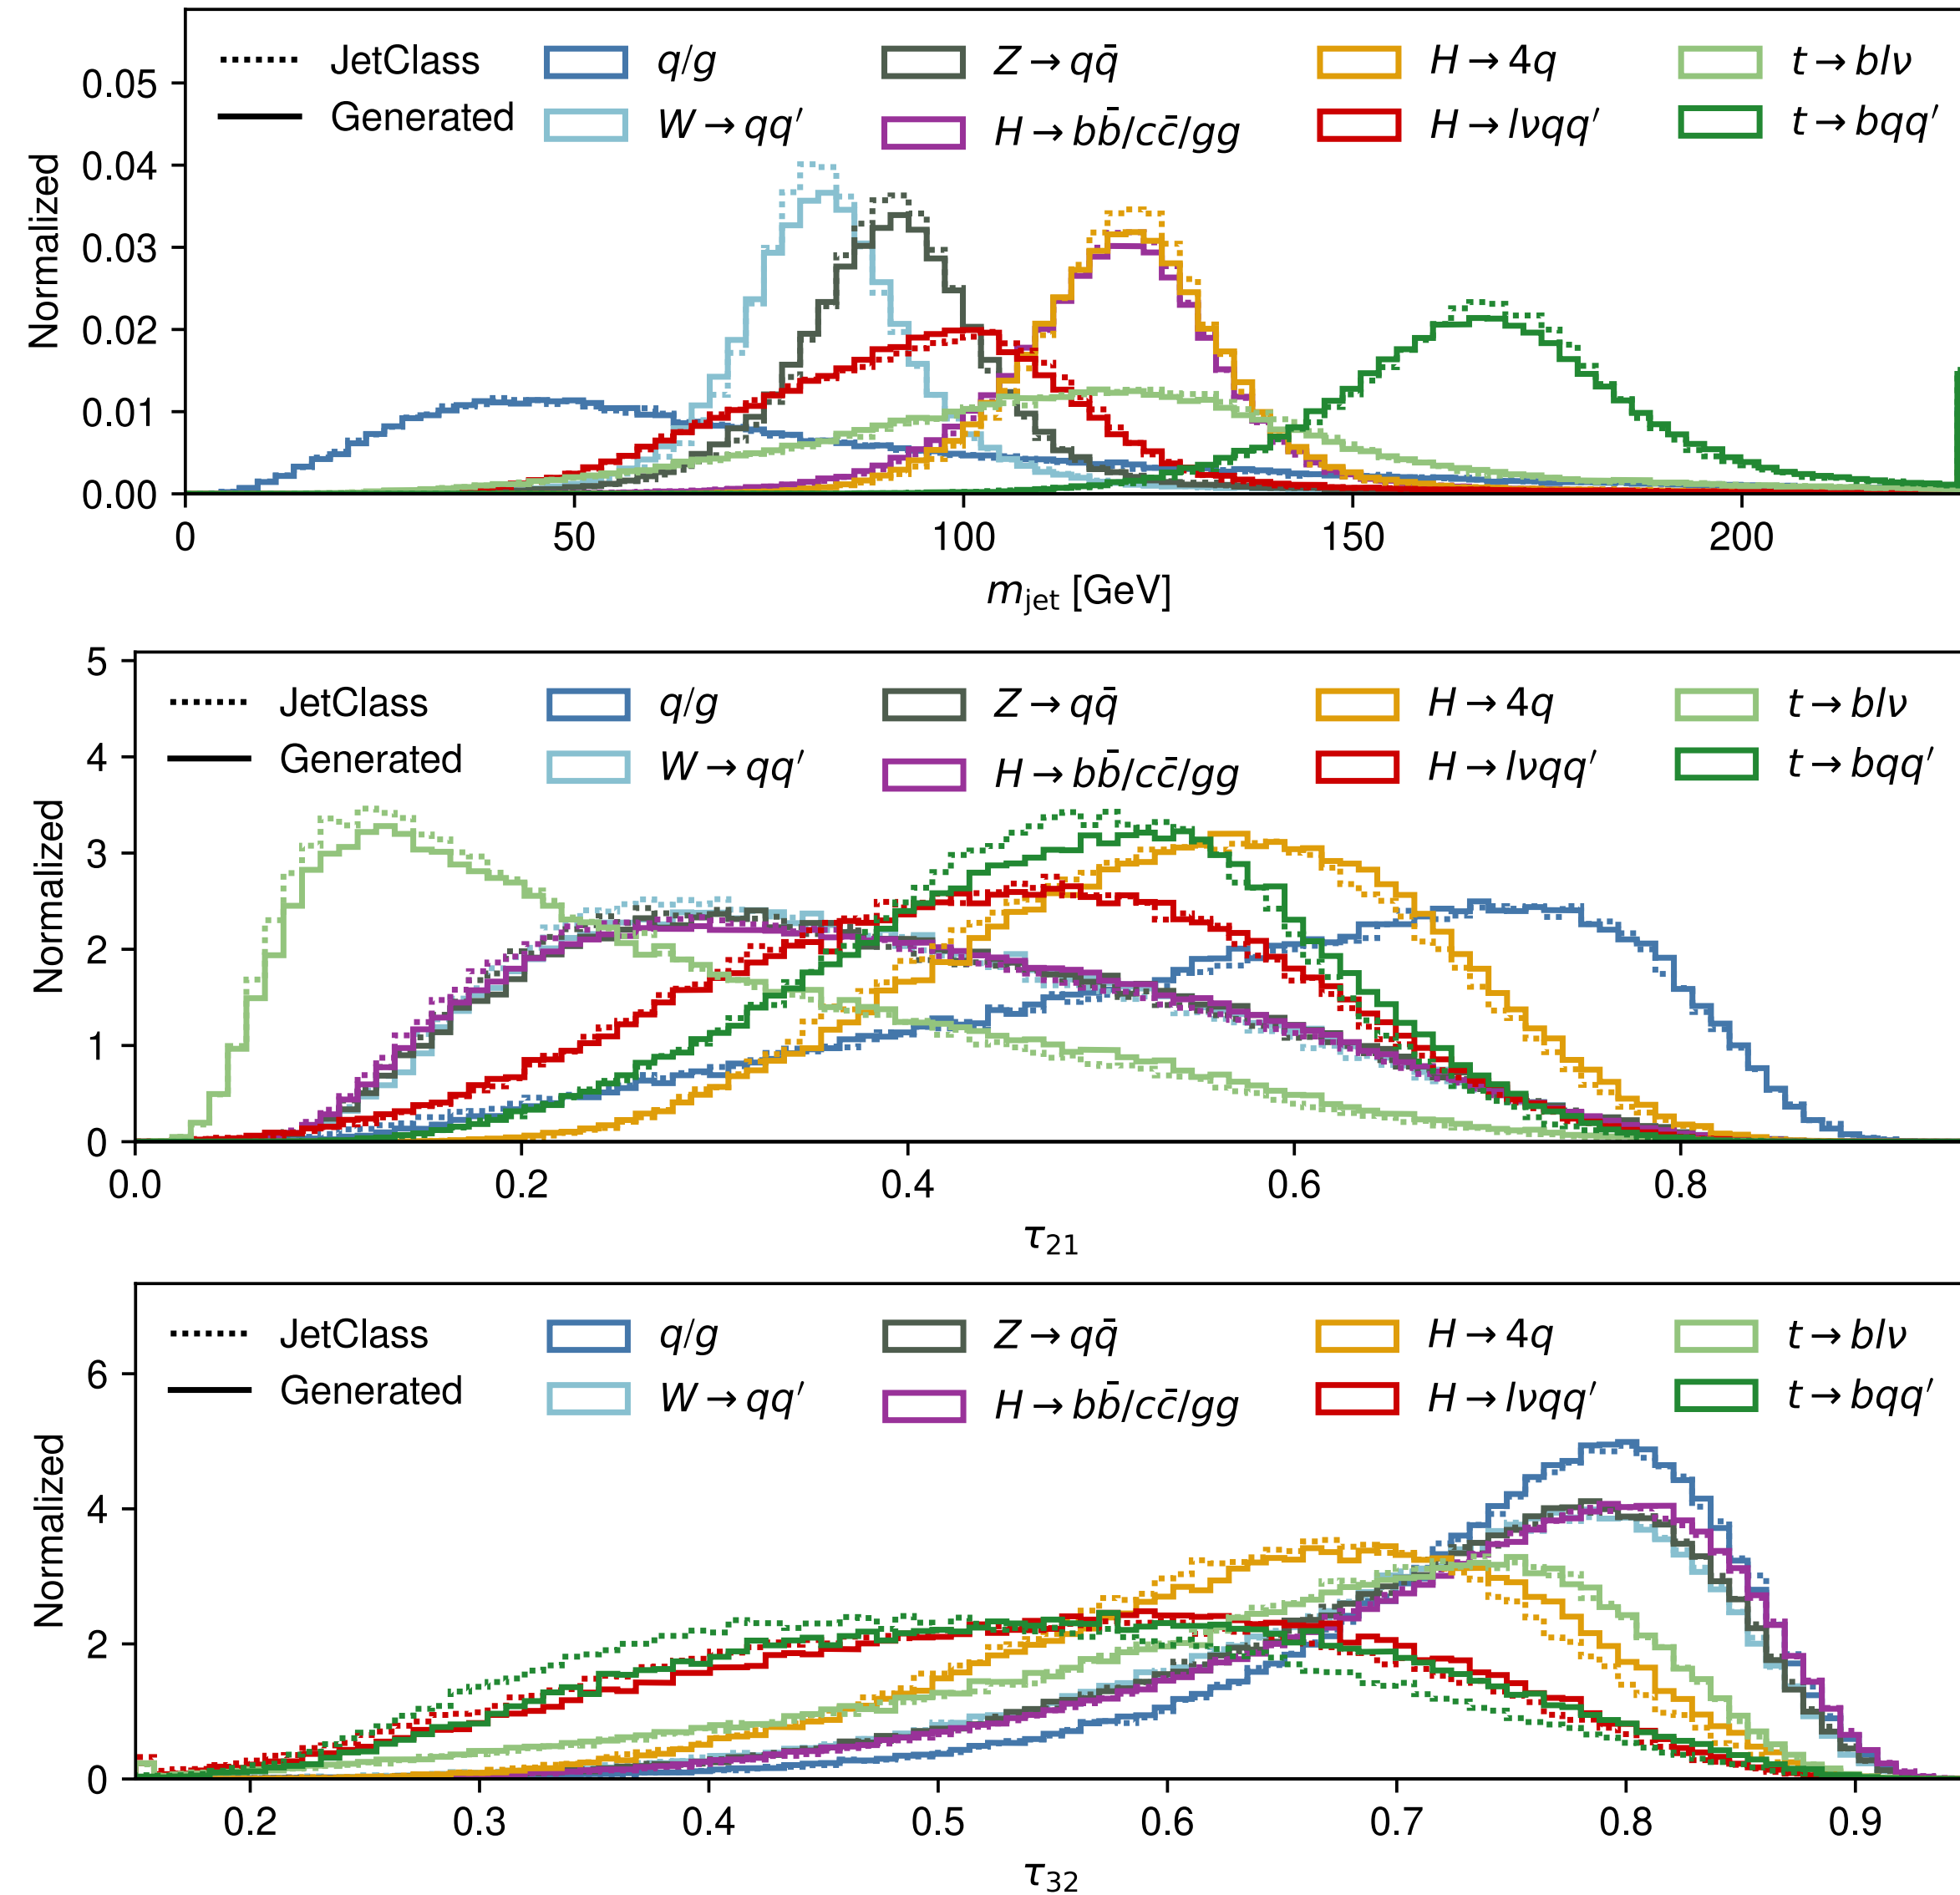 JetClass q/g Z → qq̄ H → 4q t → blν
Generated W → qq′ H → bb̄/cc̄/gg H → lνqq′ t → bqq′
0.05
0.04
0.03
0.02
0.01
0.00
Normalized
0 50 100 150 200
m_jet [GeV]
JetClass q/g Z → qq̄ H → 4q t → blν
Generated W → qq′ H → bb̄/cc̄/gg H → lνqq′ t → bqq′
5
4
3
2
1
0
Normalized
0.0 0.2 0.4 0.6 0.8
τ₂₁
JetClass q/g Z → qq̄ H → 4q t → blν
Generated W → qq′ H → bb̄/cc̄/gg H → lνqq′ t → bqq′
6
4
2
0
Normalized
0.2 0.3 0.4 0.5 0.6 0.7 0.8 0.9
τ₃₂